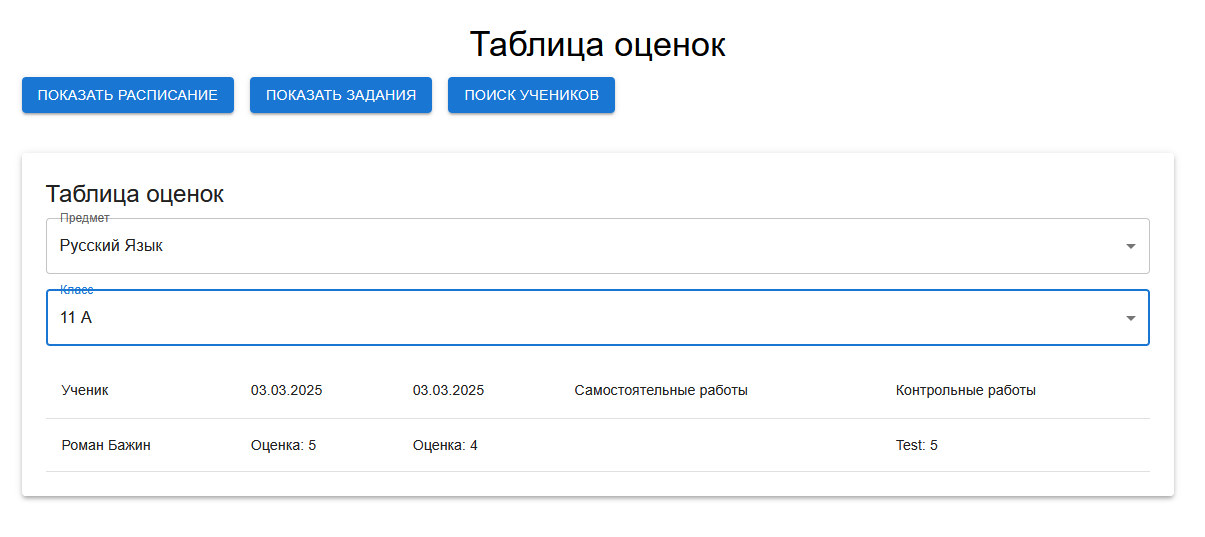 Таблица оценок
ПОКАЗАТЬ РАСПИСАНИЕ ПОКАЗАТЬ ЗАДАНИЯ ПОИСК УЧЕНИКОВ
Таблица оценок
Предмет
Русский Язык
Класс
11 А
Ученик 03.03.2025 03.03.2025 Самостоятельные работы Контрольные работы
Роман Бажин Оценка: 5 Оценка: 4 Test: 5